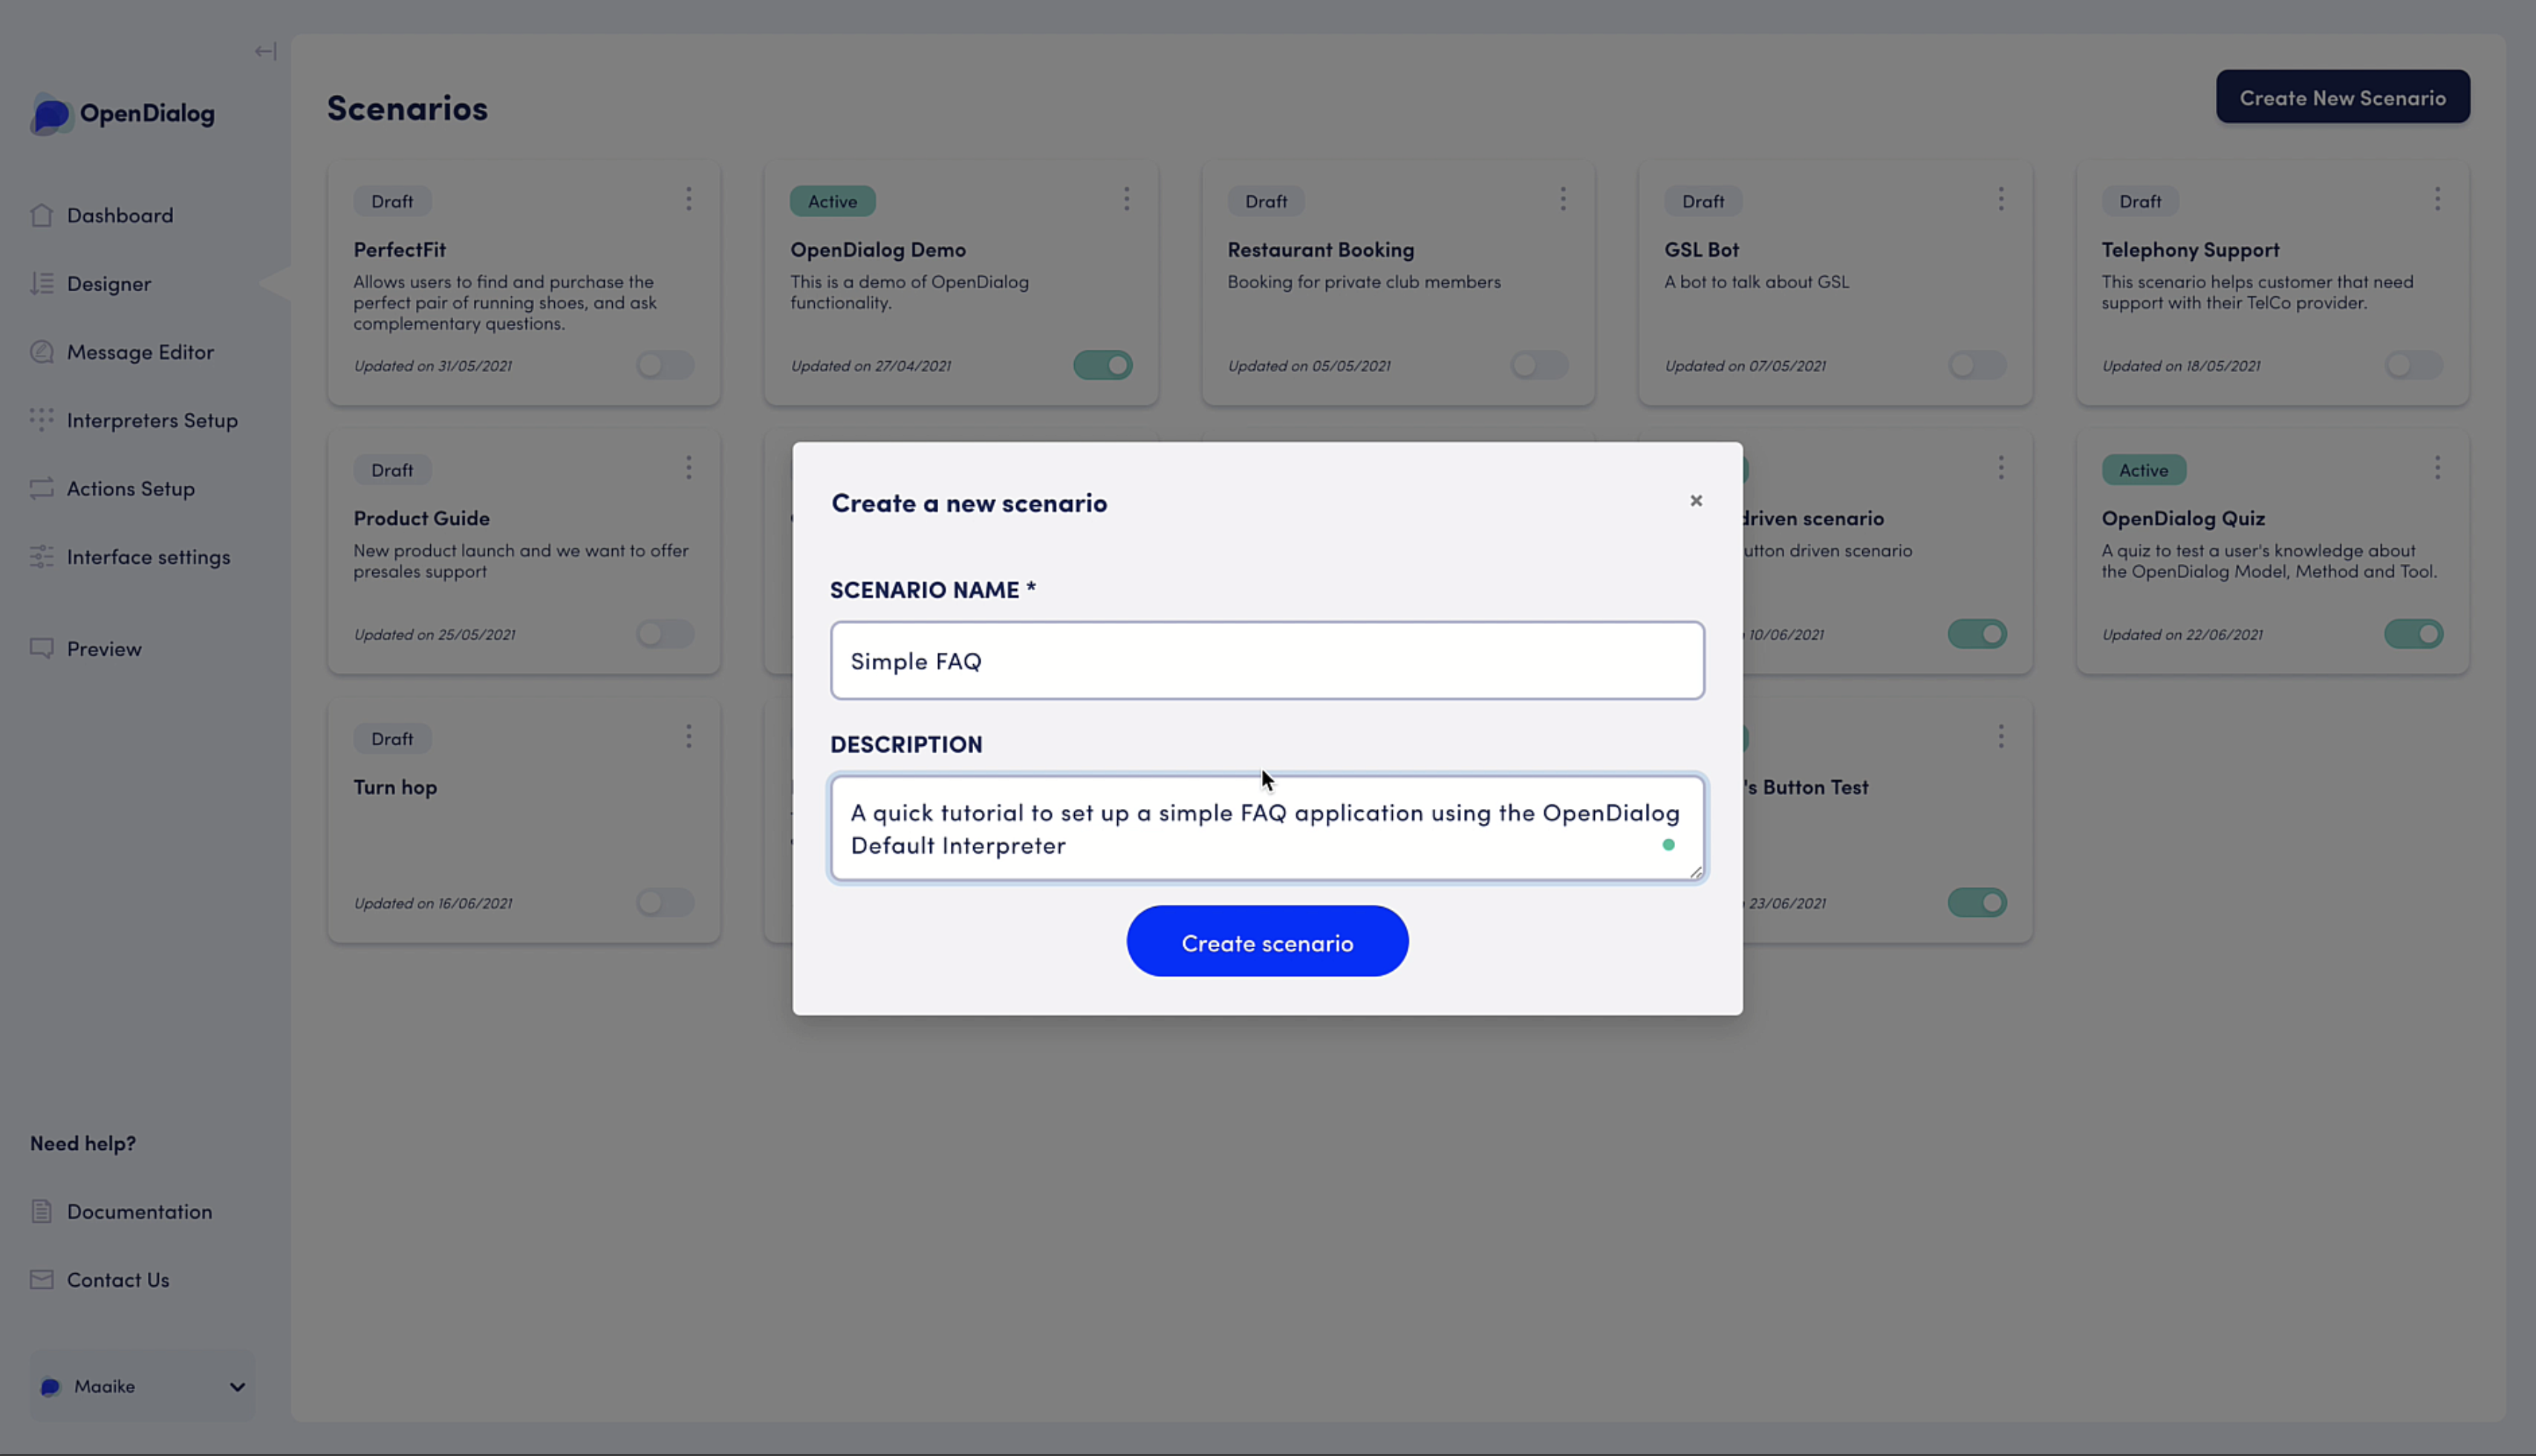 OpenDialog
Dashboard
Designer
Message Editor
Interpreters Setup
Actions Setup
Interface settings
Preview
Need help?
Documentation
Contact Us
Maaike
Scenarios
Create New Scenario
Draft
PerfectFit
Allows users to find and purchase the
perfect pair of running shoes, and ask
complementary questions.
Updated on 31/05/2021
Active
OpenDialog Demo
This is a demo of OpenDialog
functionality.
Updated on 27/04/2021
Draft
Restaurant Booking
Booking for private club members
Updated on 05/05/2021
Draft
GSL Bot
A bot to talk about GSL
Updated on 07/05/2021
Draft
Telephony Support
This scenario helps customer that need
support with their TelCo provider.
Updated on 18/05/2021
Draft
Product Guide
New product launch and we want to offer
presales support
Updated on 25/05/2021
driven scenario
utton driven scenario
10/06/2021
Active
OpenDialog Quiz
A quiz to test a user's knowledge about
the OpenDialog Model, Method and Tool.
Updated on 22/06/2021
Draft
Turn hop
Updated on 16/06/2021
's Button Test
23/06/2021
Create a new scenario
×
SCENARIO NAME *
Simple FAQ
DESCRIPTION
A quick tutorial to set up a simple FAQ application using the OpenDialog
Default Interpreter
Create scenario